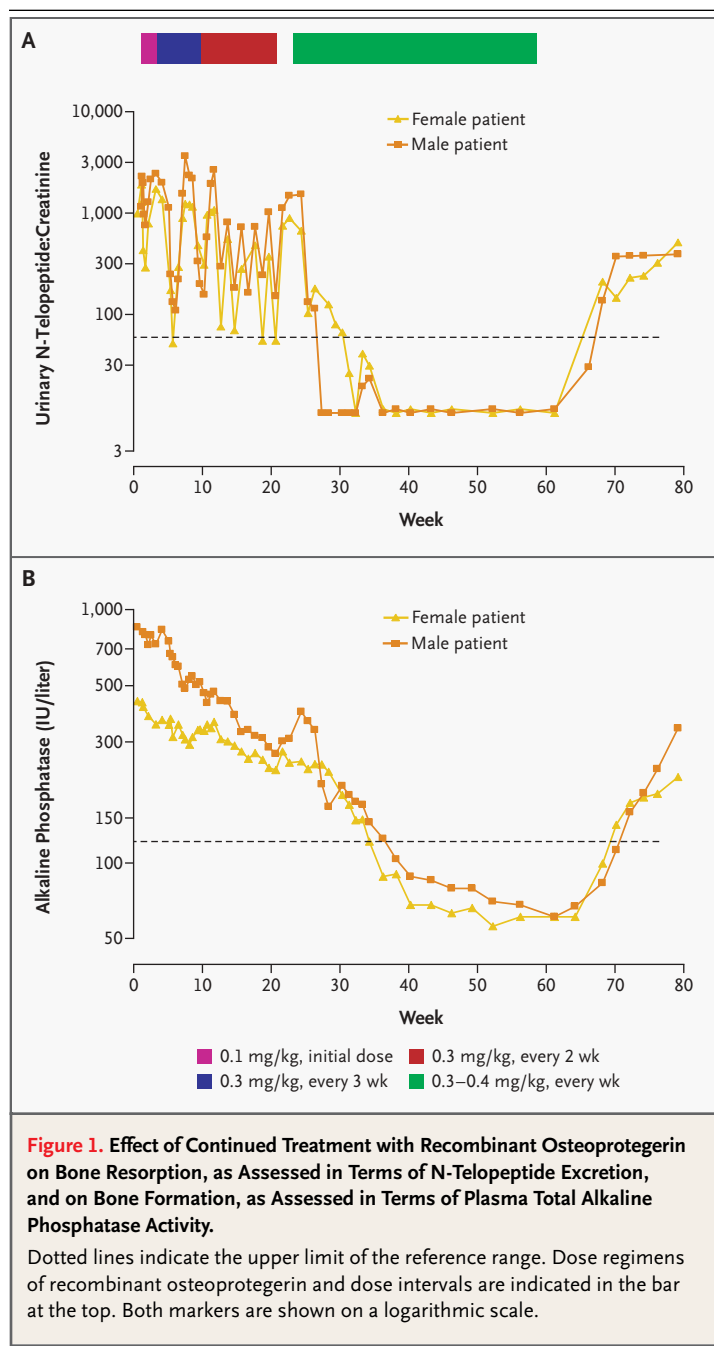 A
10,000
3,000
1,000
300
100
30
3
Urinary N-Telopeptide:Creatinine
Female patient
Male patient
0 10 20 30 40 50 60 70 80
Week
B
1,000
700
500
300
150
100
50
Alkaline Phosphatase (IU/liter)
Female patient
Male patient
0 10 20 30 40 50 60 70 80
Week
0.1 mg/kg, initial dose 0.3 mg/kg, every 2 wk
0.3 mg/kg, every 3 wk 0.3–0.4 mg/kg, every wk
Figure 1. Effect of Continued Treatment with Recombinant Osteoprotegerin
on Bone Resorption, as Assessed in Terms of N-Telopeptide Excretion,
and on Bone Formation, as Assessed in Terms of Plasma Total Alkaline
Phosphatase Activity.
Dotted lines indicate the upper limit of the reference range. Dose regimens
of recombinant osteoprotegerin and dose intervals are indicated in the bar
at the top. Both markers are shown on a logarithmic scale.